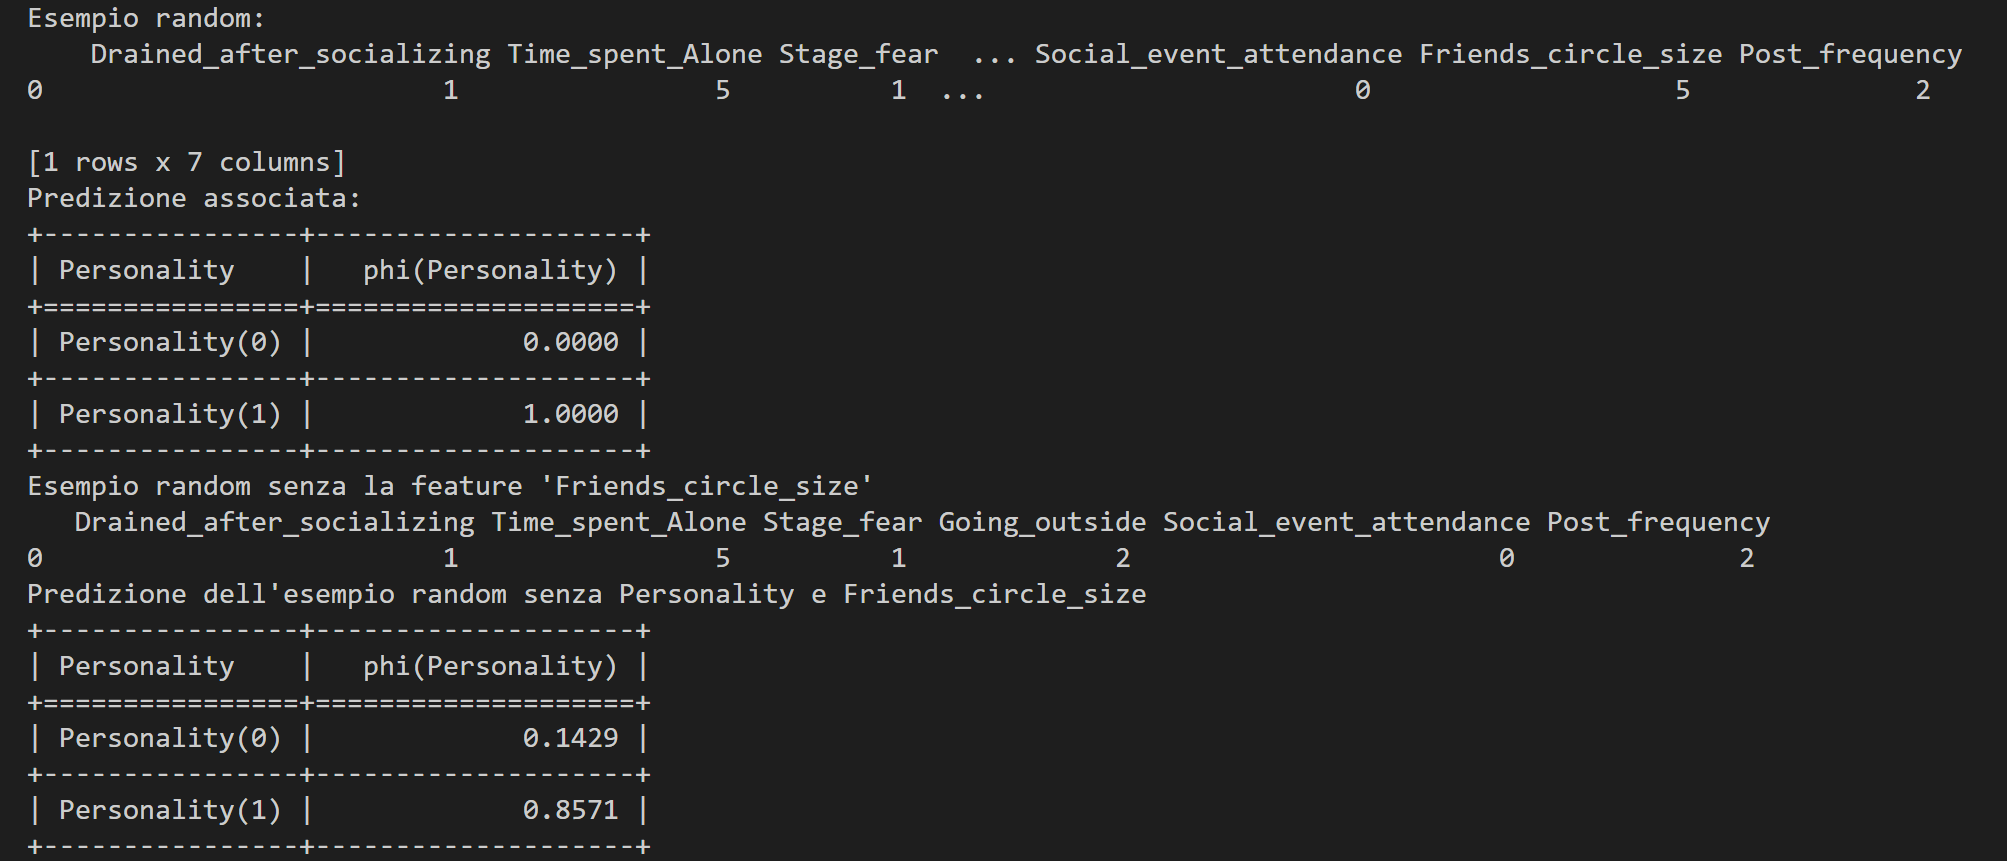 Esempio random:
    Drained_after_socializing Time_spent_Alone Stage_fear  ... Social_event_attendance Friends_circle_size Post_frequency
0                         1                5          1  ...                       0                   5              2

[1 rows x 7 columns]
Predizione associata:
+----------------+--------------------+
| Personality    |   phi(Personality) |
+================+====================+
| Personality(0) |             0.0000 |
+----------------+--------------------+
| Personality(1) |             1.0000 |
+----------------+--------------------+
Esempio random senza la feature 'Friends_circle_size'
   Drained_after_socializing Time_spent_Alone Stage_fear Going_outside Social_event_attendance Post_frequency
0                         1                5          1             2                       0              2
Predizione dell'esempio random senza Personality e Friends_circle_size
+----------------+--------------------+
| Personality    |   phi(Personality) |
+================+====================+
| Personality(0) |             0.1429 |
+----------------+--------------------+
| Personality(1) |             0.8571 |
+----------------+--------------------+